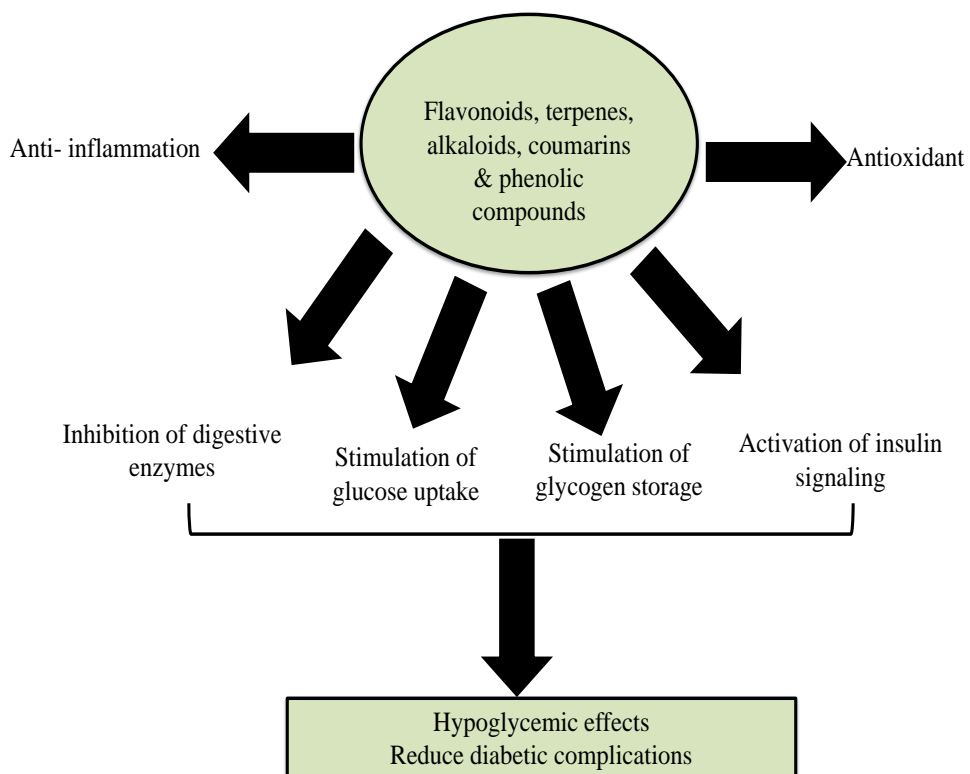 Flavonoids, terpenes,
alkaloids, coumarins
& phenolic
compounds
Anti- inflammation
Antioxidant
Inhibition of digestive
enzymes
Stimulation of
glucose uptake
Stimulation of
glycogen storage
Activation of insulin
signaling
Hypoglycemic effects
Reduce diabetic complications